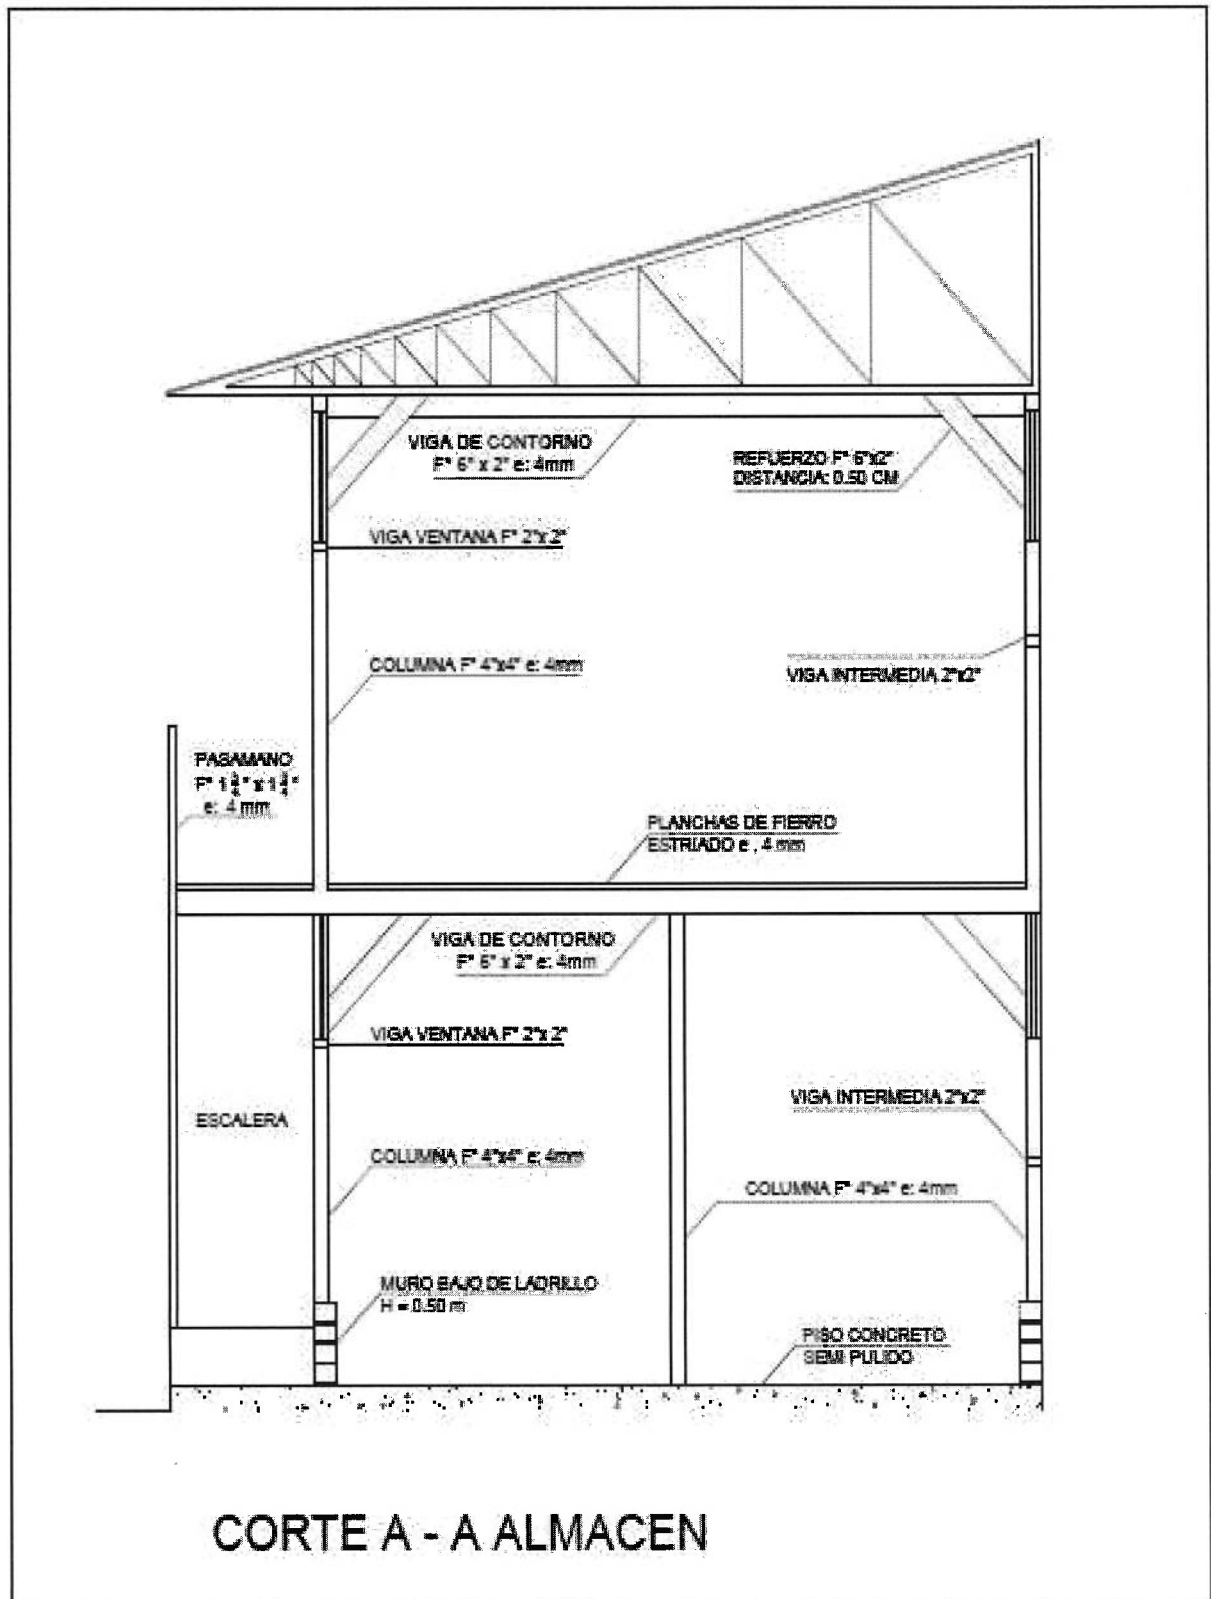 VIGA DE CONTORNO
F° 6" x 2" e: 4mm
REFUERZO F° 6"x2"
DISTANCIA: 0.50 CM
VIGA VENTANA F° 2"x 2"
COLUMNA F° 4"x4" e: 4mm
VIGA INTERMEDIA 2"x2"
PASAMANO
e: 4 mm
PLANCHAS DE FIERRO
ESTRIADO e , 4 mm
VIGA DE CONTORNO
F° 6" x 2" e: 4mm
VIGA VENTANA F° 2"x 2"
VIGA INTERMEDIA 2"x2"
ESCALERA
COLUMNA F° 4"x4" e: 4mm
COLUMNA F° 4"x4" e: 4mm
MURO BAJO DE LADRILLO
H = 0.50 m
PISO CONCRETO
SEMI PULIDO
CORTE A - A ALMACEN